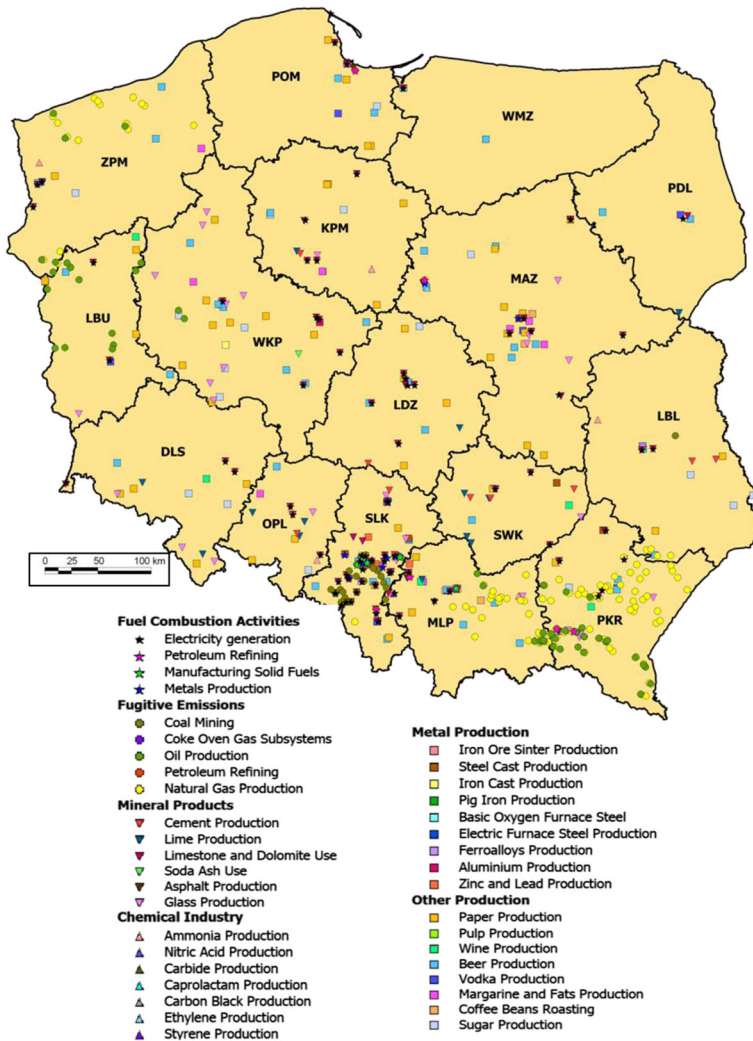 POM
WMZ
ZPM
PDL
KPM
MAZ
LBU
WKP
LDZ
LBL
DLS
OPL
SLK
SWK
0 25 50 100 km
MLP
PKR
Fuel Combustion Activities
Electricity generation
Petroleum Refining
Manufacturing Solid Fuels
Metals Production
Fugitive Emissions
Coal Mining
Coke Oven Gas Subsystems
Oil Production
Petroleum Refining
Natural Gas Production
Mineral Products
Cement Production
Lime Production
Limestone and Dolomite Use
Soda Ash Use
Asphalt Production
Glass Production
Chemical Industry
Ammonia Production
Nitric Acid Production
Carbide Production
Caprolactam Production
Carbon Black Production
Ethylene Production
Styrene Production
Metal Production
Iron Ore Sinter Production
Steel Cast Production
Iron Cast Production
Pig Iron Production
Basic Oxygen Furnace Steel
Electric Furnace Steel Production
Ferroalloys Production
Aluminium Production
Zinc and Lead Production
Other Production
Paper Production
Pulp Production
Wine Production
Beer Production
Vodka Production
Margarine and Fats Production
Coffee Beans Roasting
Sugar Production